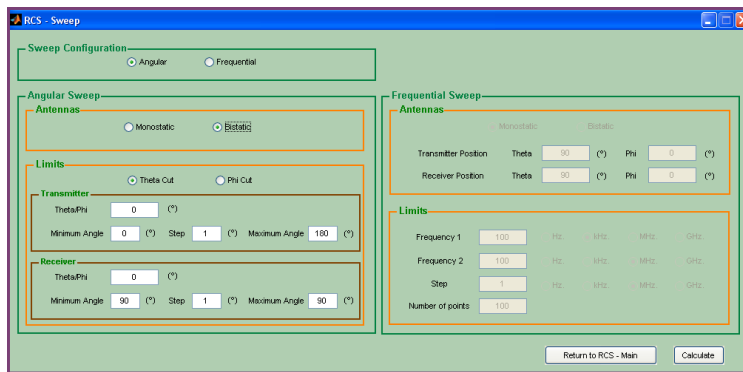 RCS - Sweep
Sweep Configuration
Angular Frequential
Angular Sweep
Antennas
Monostatic Bistatic
Limits
Theta Cut Phi Cut
Transmitter
Theta/Phi 0 (º)
Minimum Angle 0 (º) Step 1 (º) Maximum Angle 180 (º)
Receiver
Theta/Phi 0 (º)
Minimum Angle 90 (º) Step 1 (º) Maximum Angle 90 (º)
Frequential Sweep
Antennas
Monostatic Bistatic
Transmitter Position Theta 90 (º) Phi 0 (º)
Receiver Position Theta 90 (º) Phi 0 (º)
Limits
Frequency 1 100 Hz. kHz. MHz. GHz.
Frequency 2 100 Hz. kHz. MHz. GHz.
Step 1 Hz. kHz. MHz. GHz.
Number of points 100
Return to RCS - Main Calculate